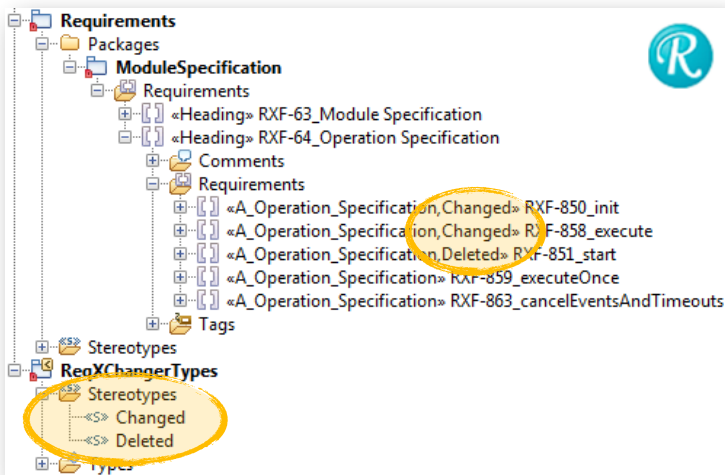 Requirements
Packages
ModuleSpecification
Requirements
«Heading» RXF-63_Module Specification
«Heading» RXF-64_Operation Specification
Comments
Requirements
«A_Operation_Specification,Changed» RXF-850_init
«A_Operation_Specification,Changed» RXF-858_execute
«A_Operation_Specification,Deleted» RXF-851_start
«A_Operation_Specification» RXF-859_executeOnce
«A_Operation_Specification» RXF-863_cancelEventsAndTimeouts
Tags
«S» Stereotypes
ReqXChangerTypes
«S» Stereotypes
«S» Changed
«S» Deleted
Types
R